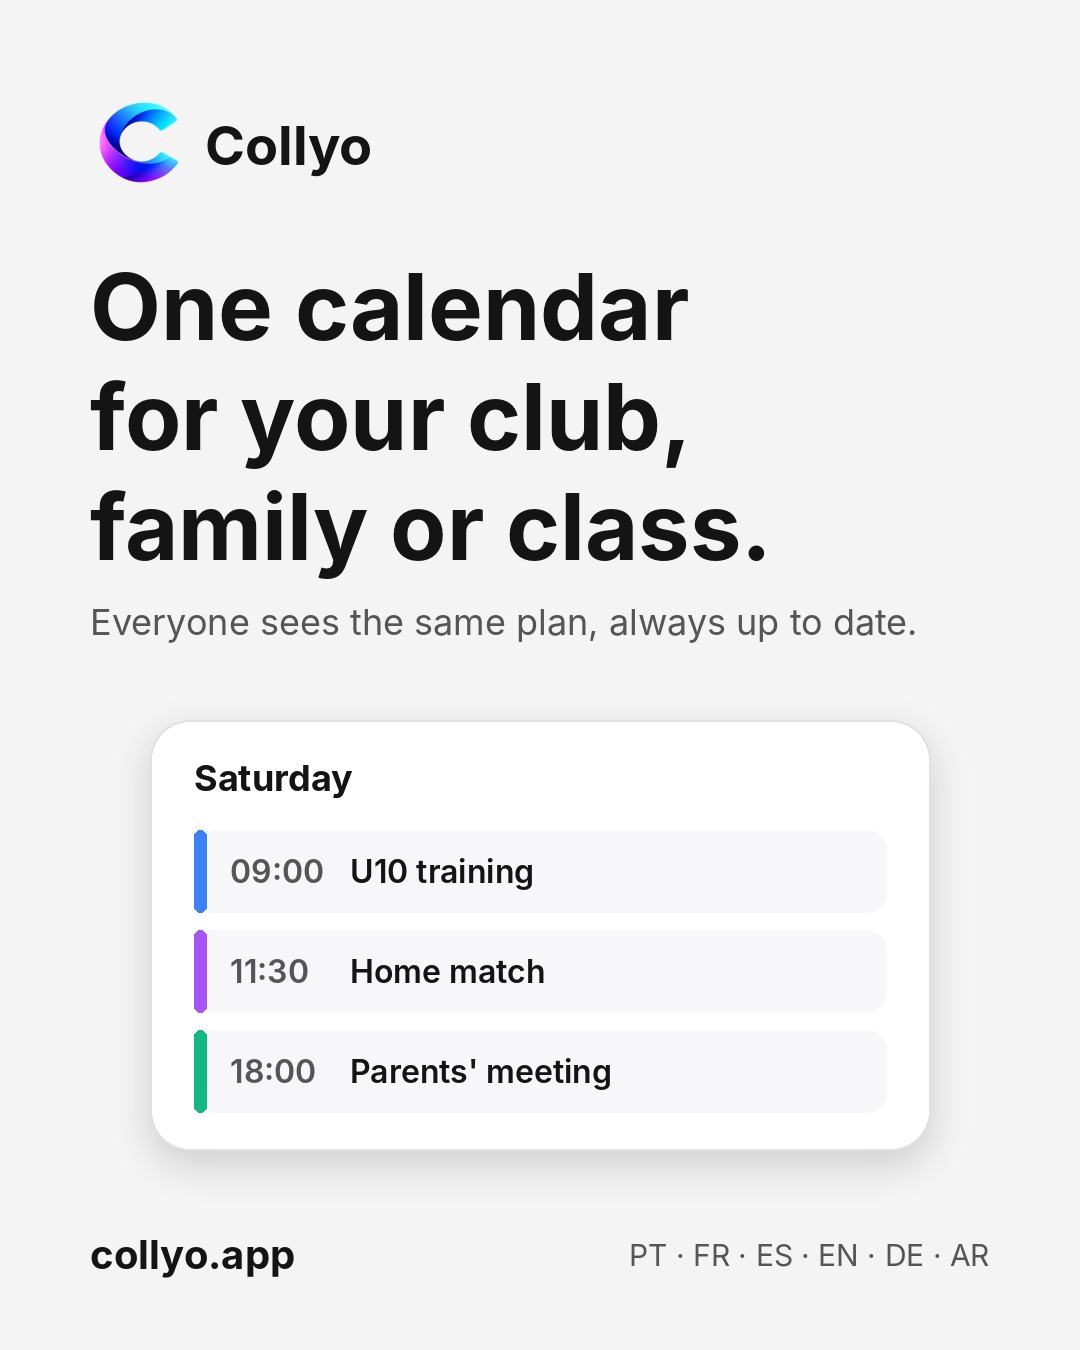 Collyo
One calendar
for your club,
family or class.
Everyone sees the same plan, always up to date.
Saturday
09:00 U10 training
11:30 Home match
18:00 Parents' meeting
collyo.app
PT · FR · ES · EN · DE · AR